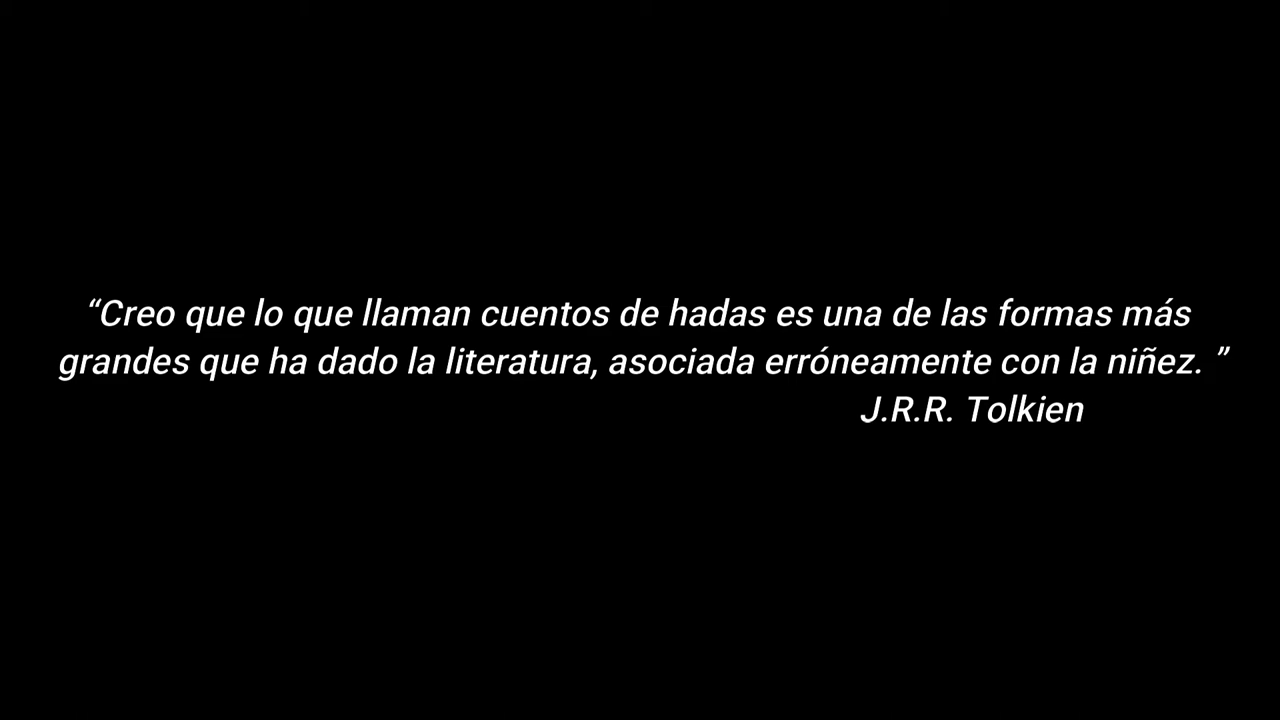 “Creo que lo que llaman cuentos de hadas es una de las formas más
grandes que ha dado la literatura, asociada erróneamente con la niñez. ”
J.R.R. Tolkien